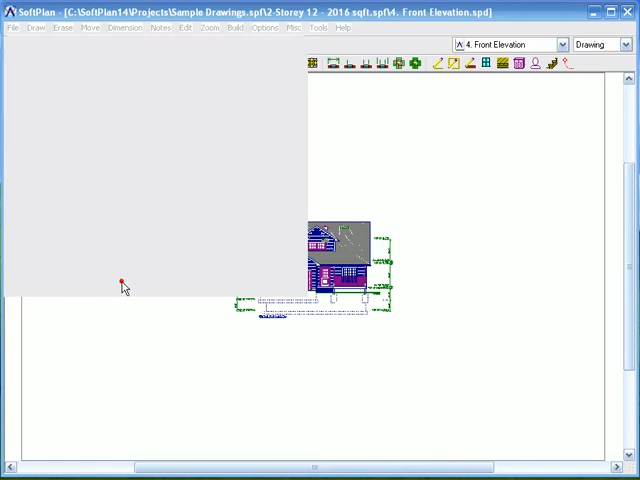 SoftPlan - [C:\SoftPlan14\Projects\Sample Drawings.spf\2-Storey 12 - 2016 sqft.spf\4. Front Elevation.spd]
File Draw Erase Move Dimension Notes Edit Zoom Build Options Misc Tools Help
4. Front Elevation Drawing